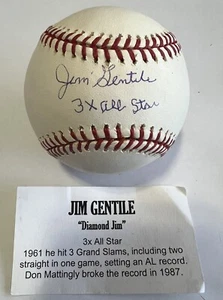 Jim Gentile
3x All Star
JIM GENTILE
"Diamond Jim"
3x All Star
1961 he hit 3 Grand Slams, including two
straight in one game, setting an AL record.
Don Mattingly broke the record in 1987.